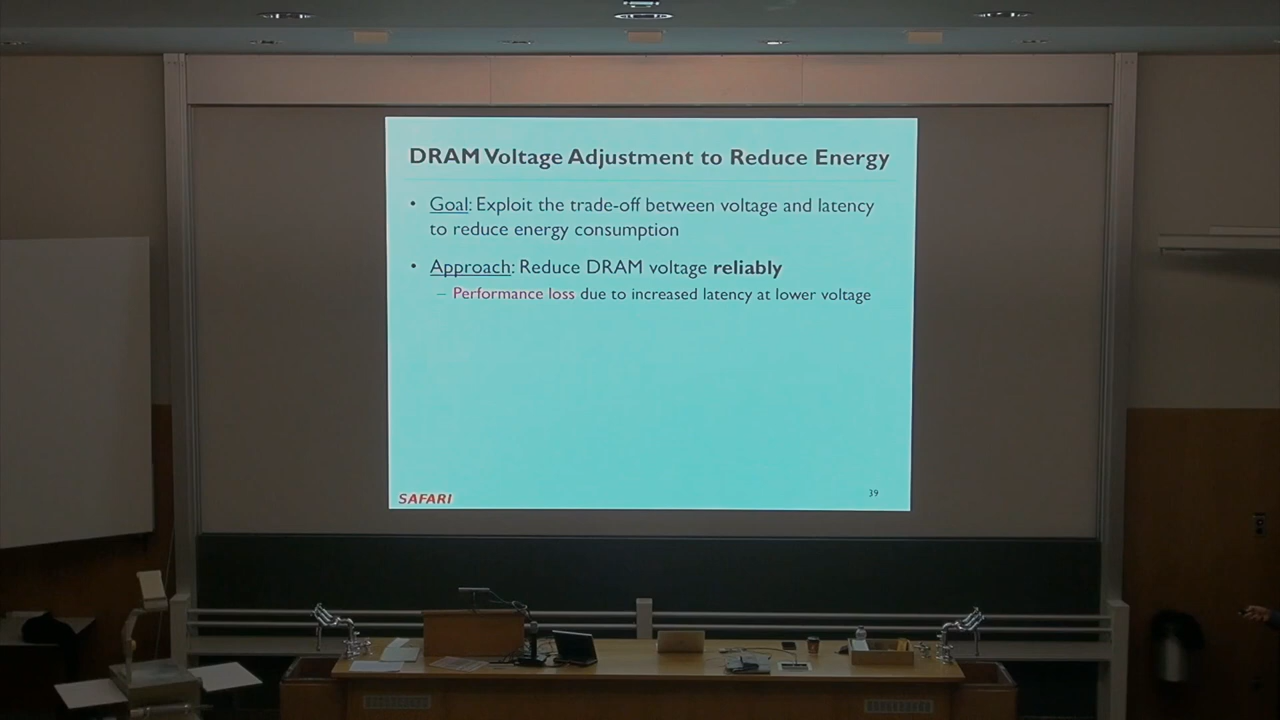 DRAM Voltage Adjustment to Reduce Energy
• Goal: Exploit the trade-off between voltage and latency
to reduce energy consumption
• Approach: Reduce DRAM voltage reliably
– Performance loss due to increased latency at lower voltage
SAFARI
39